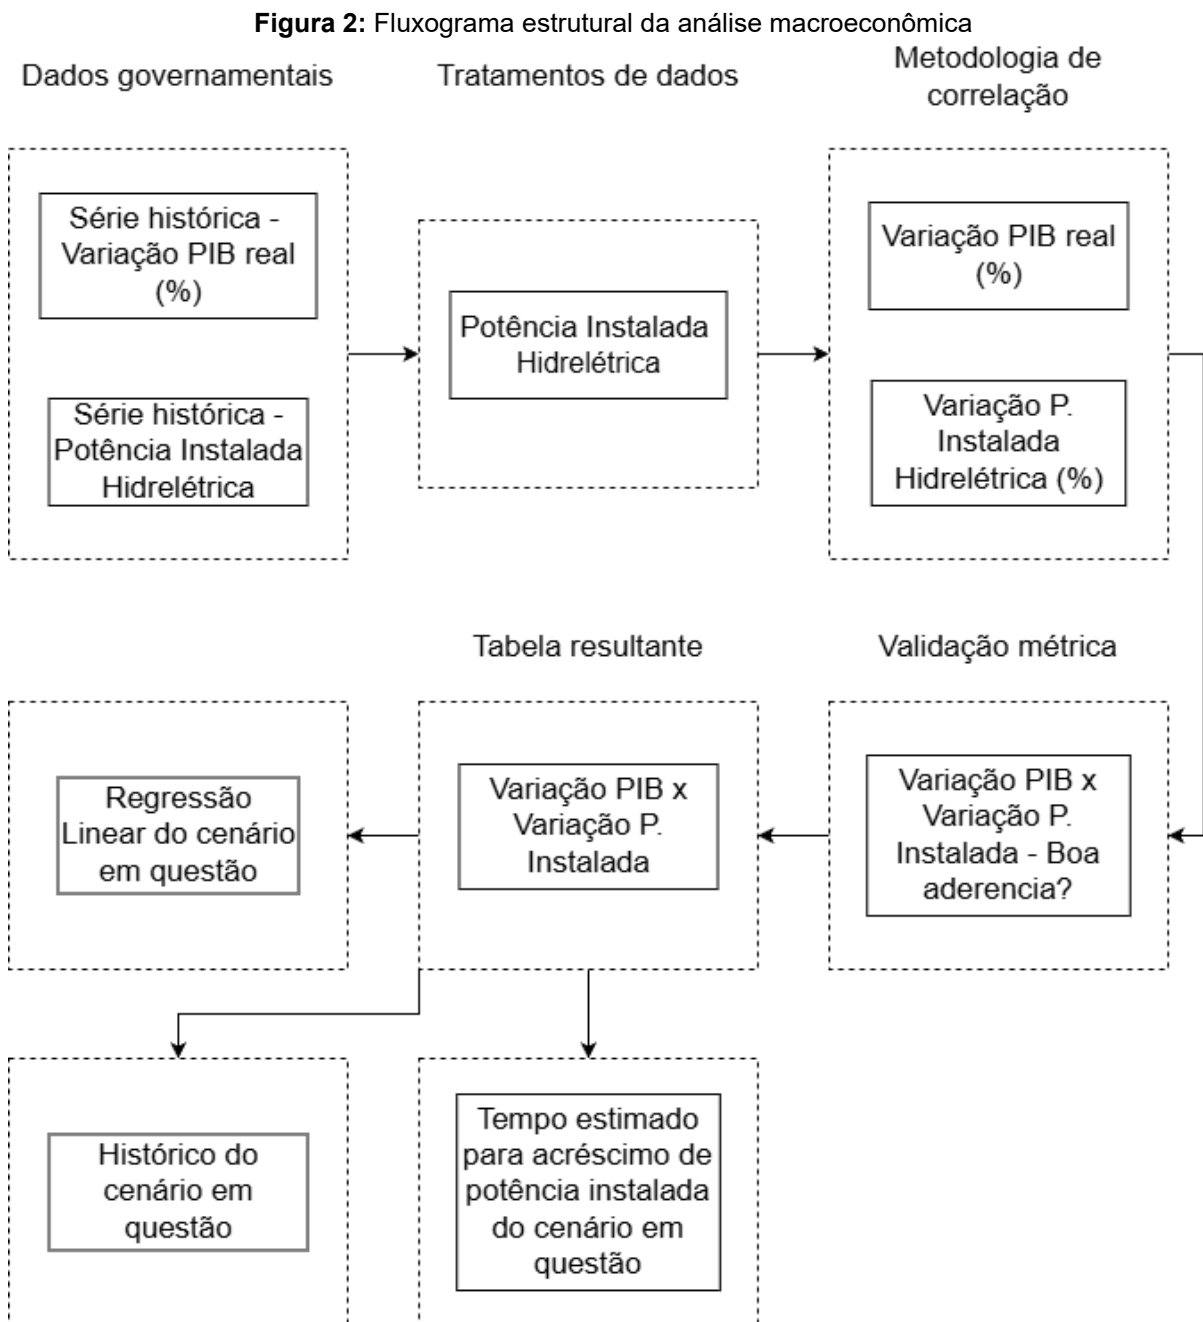 Figura 2: Fluxograma estrutural da análise macroeconômica
Dados governamentais
Tratamentos de dados
Metodologia de
correlação
Série histórica -
Variação PIB real
(%)
Série histórica -
Potência Instalada
Hidrelétrica
Potência Instalada
Hidrelétrica
Variação PIB real
(%)
Variação P.
Instalada
Hidrelétrica (%)
Tabela resultante
Validação métrica
Regressão
Linear do cenário
em questão
Variação PIB x
Variação P.
Instalada
Variação PIB x
Variação P.
Instalada - Boa
aderencia?
Histórico do
cenário em
questão
Tempo estimado
para acréscimo de
potência instalada
do cenário em
questão